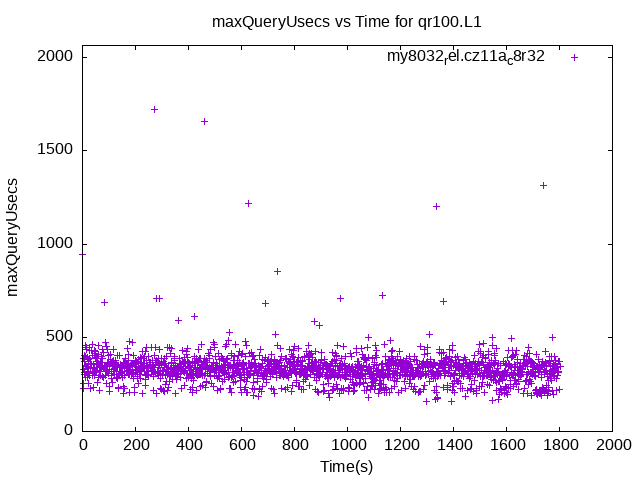 maxQueryUsecs vs Time for qr100.L1
my8032rel.cz11ac8r32
2000
1500
1000
500
0
maxQueryUsecs
0 200 400 600 800 1000 1200 1400 1600 1800 2000
Time(s)